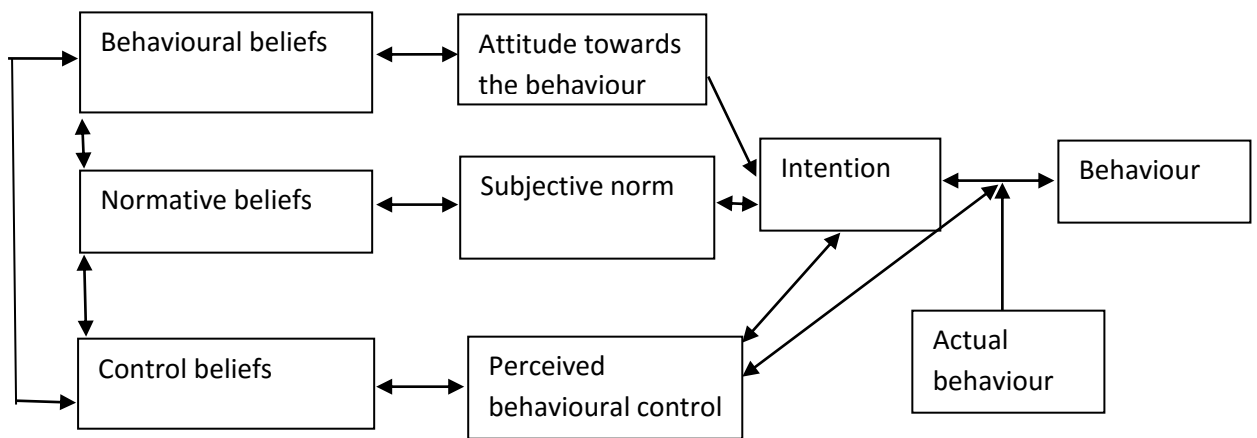 Behavioural beliefs
Attitude towards
the behaviour
Normative beliefs
Subjective norm
Intention
Behaviour
Control beliefs
Perceived
behavioural control
Actual
behaviour